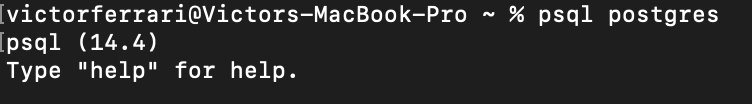 [victorferrari@Victors-MacBook-Pro ~ % psql postgres
[psql (14.4)
Type "help" for help.